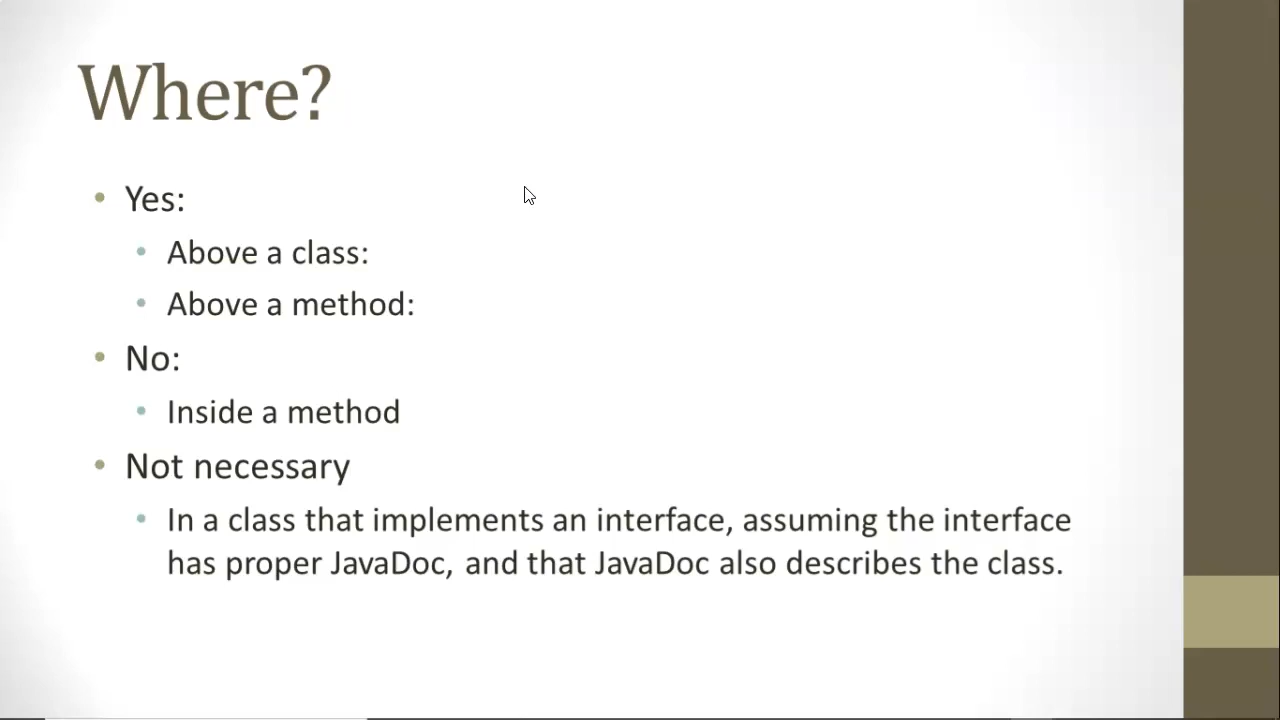 Where?
• Yes:
• Above a class:
• Above a method:
• No:
• Inside a method
• Not necessary
• In a class that implements an interface, assuming the interface
has proper JavaDoc, and that JavaDoc also describes the class.